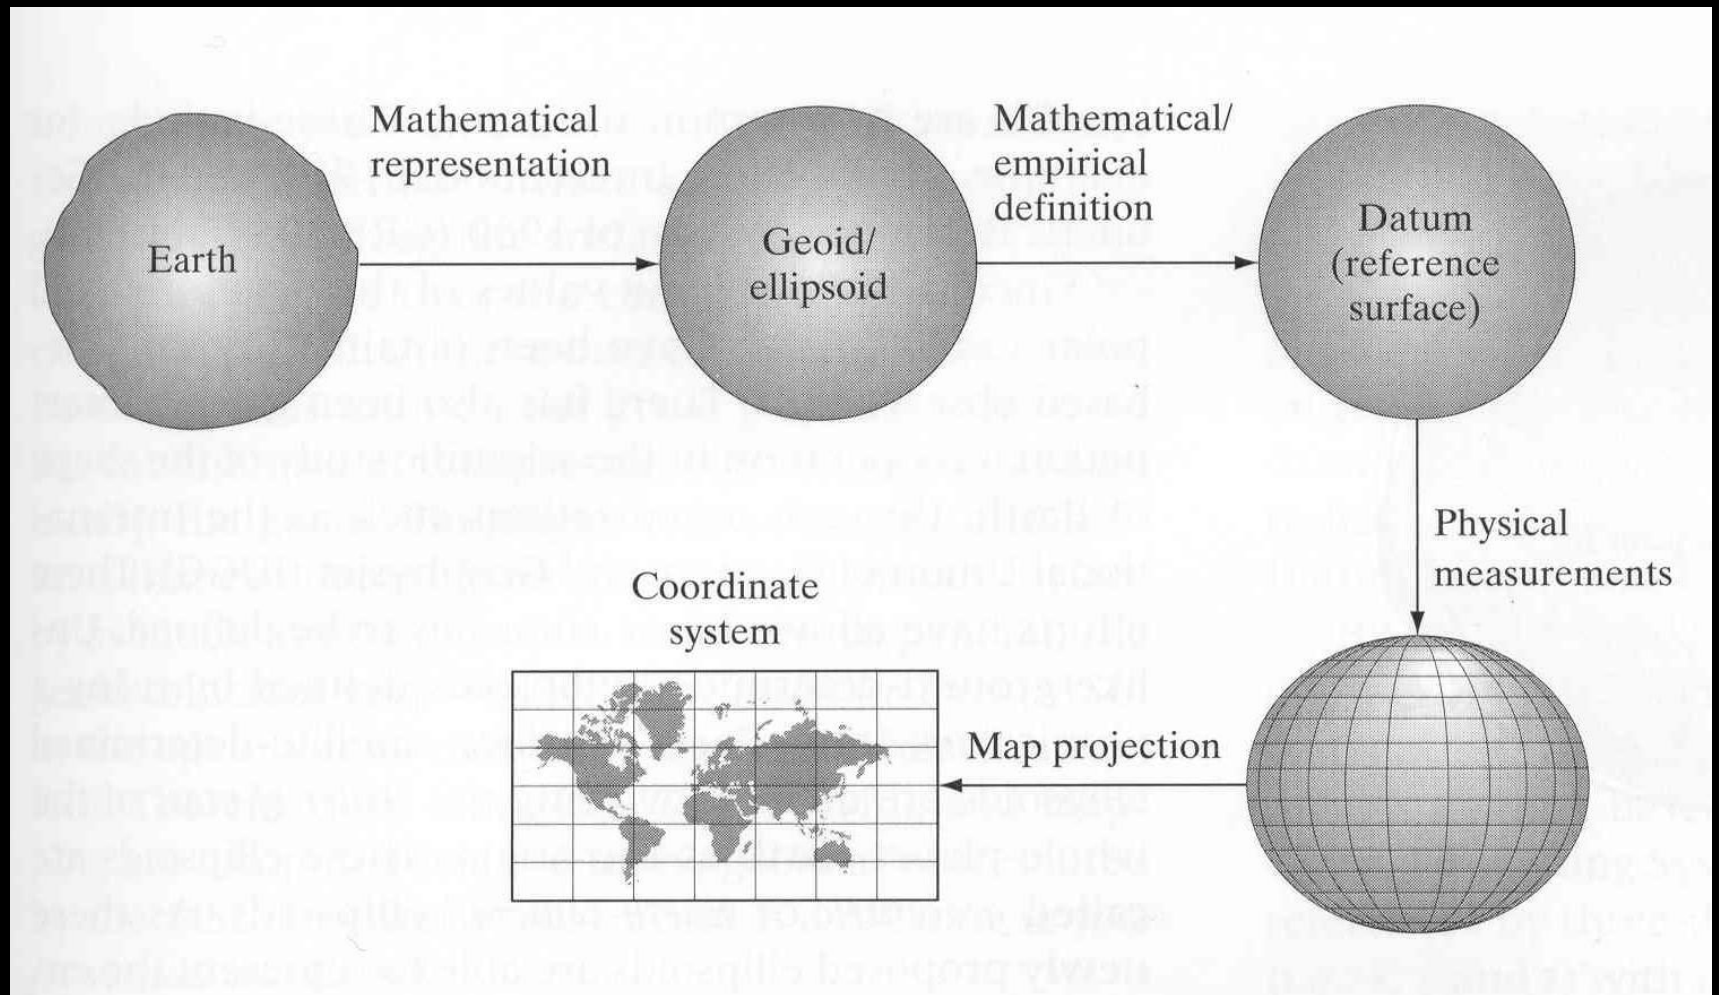 Earth
Mathematical
representation
Geoid/
ellipsoid
Mathematical/
empirical
definition
Datum
(reference
surface)
Physical
measurements
Map projection
Coordinate
system